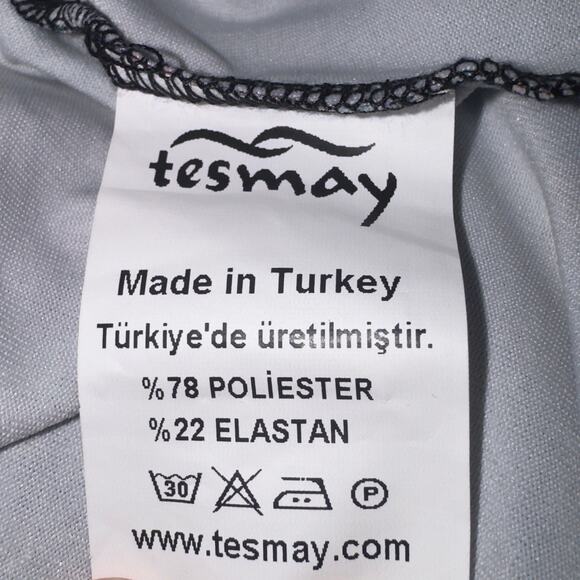 tesmay
Made in Turkey
Türkiye'de üretilmiştir.
%78 POLİESTER
%22 ELASTAN
30 P
www.tesmay.com